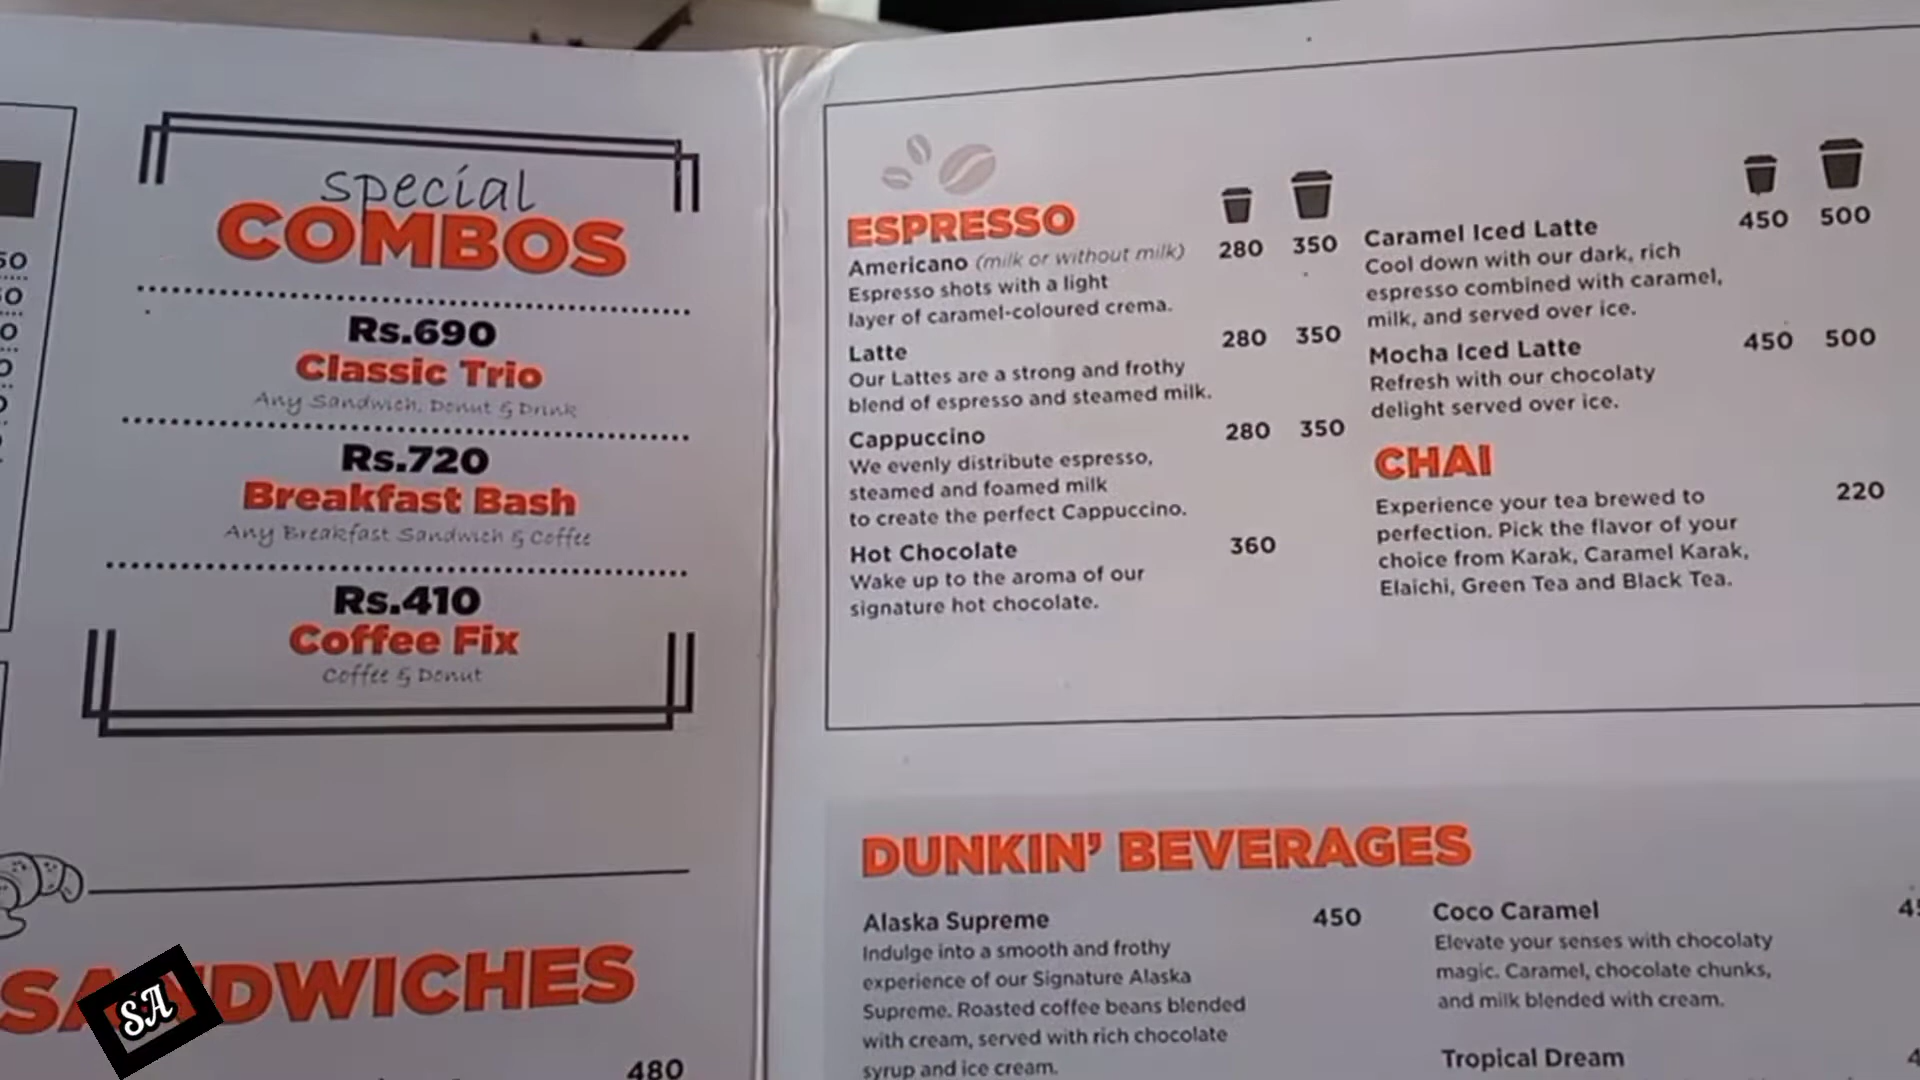 special
COMBOS
Rs.690
Classic Trio
Any Sandwich, Donut & Drink
Rs.720
Breakfast Bash
Any Breakfast Sandwich & Coffee
Rs.410
Coffee Fix
Coffee & Donut
SANDWICHES
480
SA
ESPRESSO
Americano (milk or without milk) 280 350
Espresso shots with a light
layer of caramel-coloured crema.
Latte 280 350
Our Lattes are a strong and frothy
blend of espresso and steamed milk.
Cappuccino 280 350
We evenly distribute espresso,
steamed and foamed milk
to create the perfect Cappuccino.
Hot Chocolate 360
Wake up to the aroma of our
signature hot chocolate.
Caramel Iced Latte 450 500
Cool down with our dark, rich
espresso combined with caramel,
milk, and served over ice.
Mocha Iced Latte 450 500
Refresh with our chocolaty
delight served over ice.
CHAI
Experience your tea brewed to 220
perfection. Pick the flavor of your
choice from Karak, Caramel Karak,
Elaichi, Green Tea and Black Tea.
DUNKIN' BEVERAGES
Alaska Supreme 450
Indulge into a smooth and frothy
experience of our Signature Alaska
Supreme. Roasted coffee beans blended
with cream, served with rich chocolate
syrup and ice cream.
Coco Caramel
Elevate your senses with chocolaty
magic. Caramel, chocolate chunks,
and milk blended with cream.
Tropical Dream